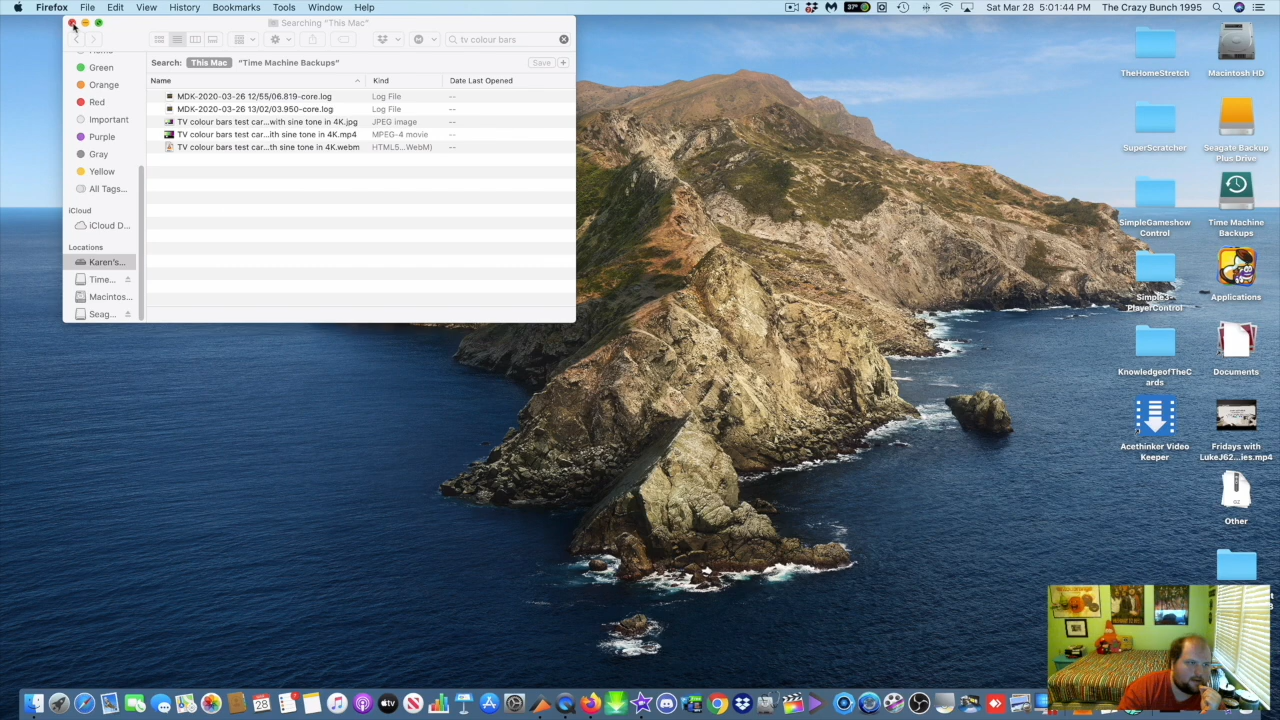 Firefox File Edit View History Bookmarks Tools Window Help
37° Sat Mar 28 5:01:44 PM The Crazy Bunch 1995
Searching "This Mac"
tv colour bars
Search: This Mac "Time Machine Backups" Save
Name Kind Date Last Opened
MDK-2020-03-26 12/55/06.819-core.log Log File --
MDK-2020-03-26 13/02/03.950-core.log Log File --
TV colour bars test car...with sine tone in 4K.jpg JPEG image --
TV colour bars test car...ith sine tone in 4K.mp4 MPEG-4 movie --
TV colour bars test car...th sine tone in 4K.webm HTML5...WebM) --
Green
Orange
Red
Important
Purple
Gray
Yellow
All Tags...
iCloud
iCloud D...
Locations
Karen's...
Time...
Macintos...
Seag...
TheHomeStretch
Macintosh HD
SuperScratcher
Seagate Backup
Plus Drive
SimpleGameshow
Control
Time Machine
Backups
Simple3-
PlayerControl
Applications
KnowledgeofTheC
ards
Documents
Acethinker Video
Keeper
Fridays with
LukeJ62...ies.mp4
Other